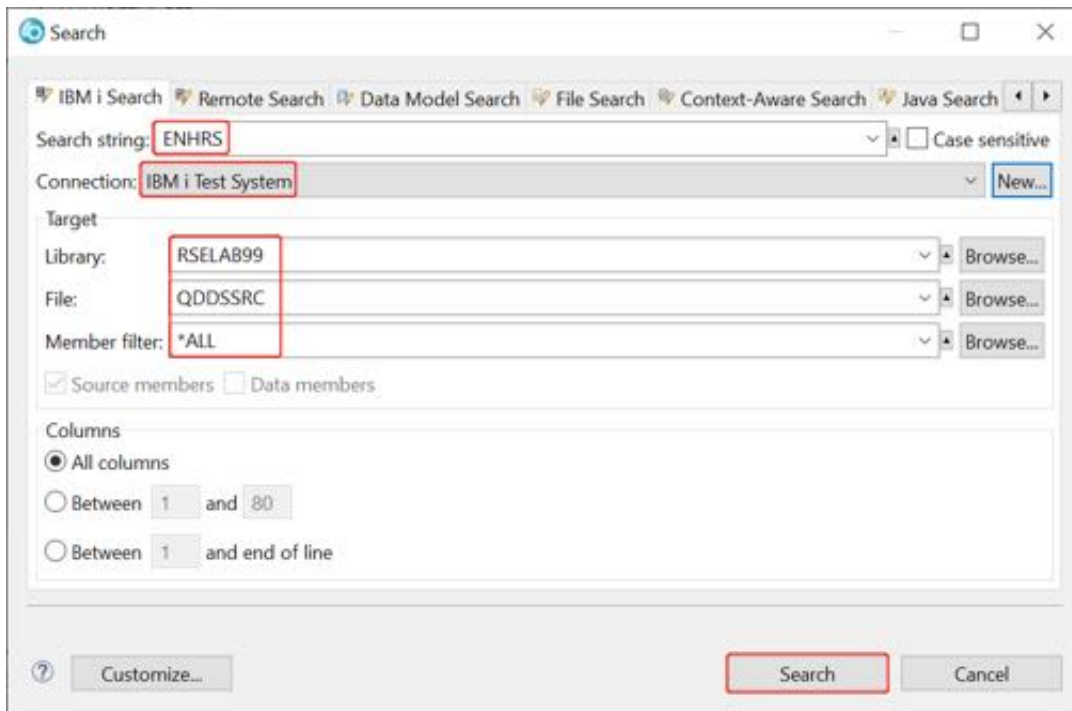 Search
IBM i Search Remote Search Data Model Search File Search Context-Aware Search Java Search
Search string: ENHRS Case sensitive
Connection: IBM i Test System New...
Target
Library: RSELAB99 Browse...
File: QDDSSRC Browse...
Member filter: *ALL Browse...
Source members Data members
Columns
All columns
Between 1 and 80
Between 1 and end of line
? Customize... Search Cancel